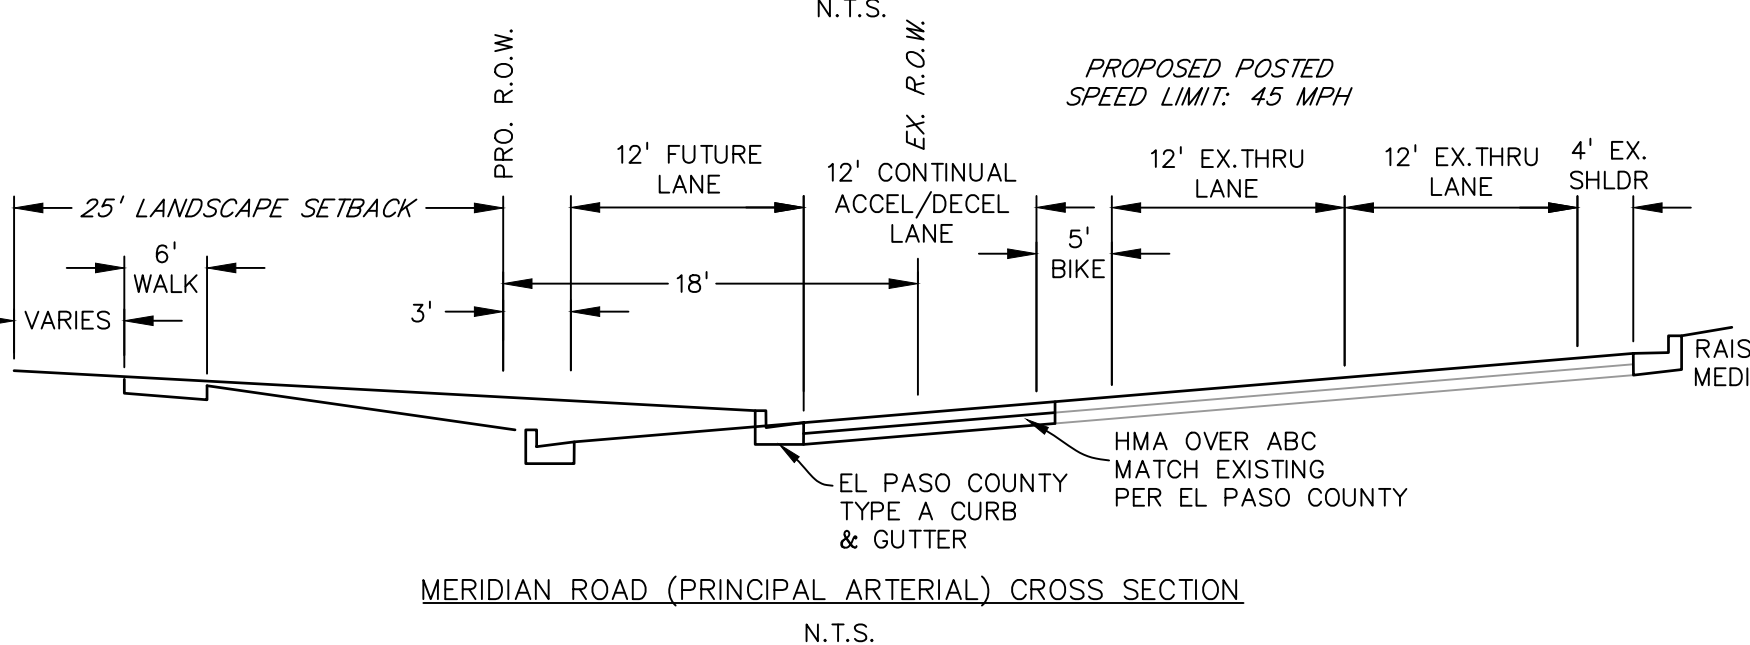 N.T.S.
PRO. R.O.W.
EX. R.O.W.
PROPOSED POSTED
SPEED LIMIT: 45 MPH
25' LANDSCAPE SETBACK
12' FUTURE
LANE
12' CONTINUAL
ACCEL/DECEL
LANE
12' EX.THRU
LANE
12' EX.THRU
LANE
4' EX.
SHLDR
6'
WALK
5'
BIKE
18'
3'
VARIES
RAIS
MEDI
HMA OVER ABC
MATCH EXISTING
PER EL PASO COUNTY
EL PASO COUNTY
TYPE A CURB
& GUTTER
MERIDIAN ROAD (PRINCIPAL ARTERIAL) CROSS SECTION
N.T.S.